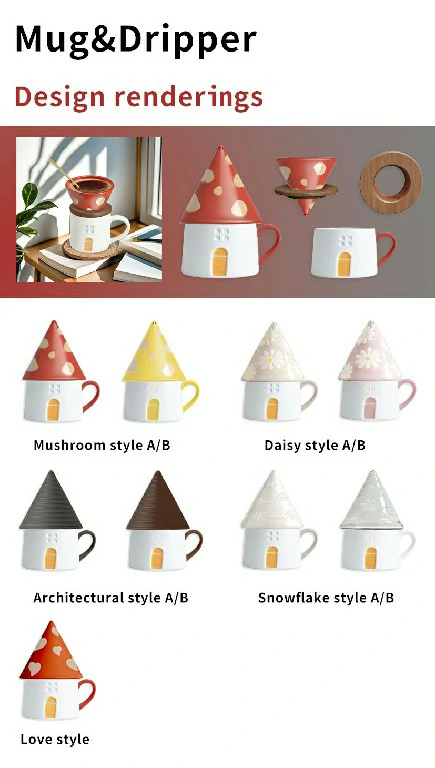 Mug&Dripper
Design renderings
Mushroom style A/B
Daisy style A/B
Architectural style A/B
Snowflake style A/B
Love style